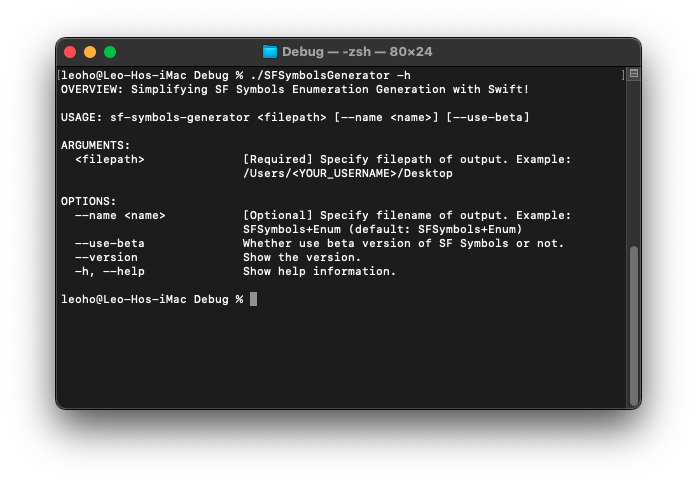 Debug — -zsh — 80×24
[leoho@Leo-Hos-iMac Debug % ./SFSymbolsGenerator -h ]
OVERVIEW: Simplifying SF Symbols Enumeration Generation with Swift!
USAGE: sf-symbols-generator <filepath> [--name <name>] [--use-beta]
ARGUMENTS:
  <filepath>              [Required] Specify filepath of output. Example:
                          /Users/<YOUR_USERNAME>/Desktop
OPTIONS:
  --name <name>           [Optional] Specify filename of output. Example:
                          SFSymbols+Enum (default: SFSymbols+Enum)
  --use-beta              Whether use beta version of SF Symbols or not.
  --version               Show the version.
  -h, --help              Show help information.
leoho@Leo-Hos-iMac Debug %